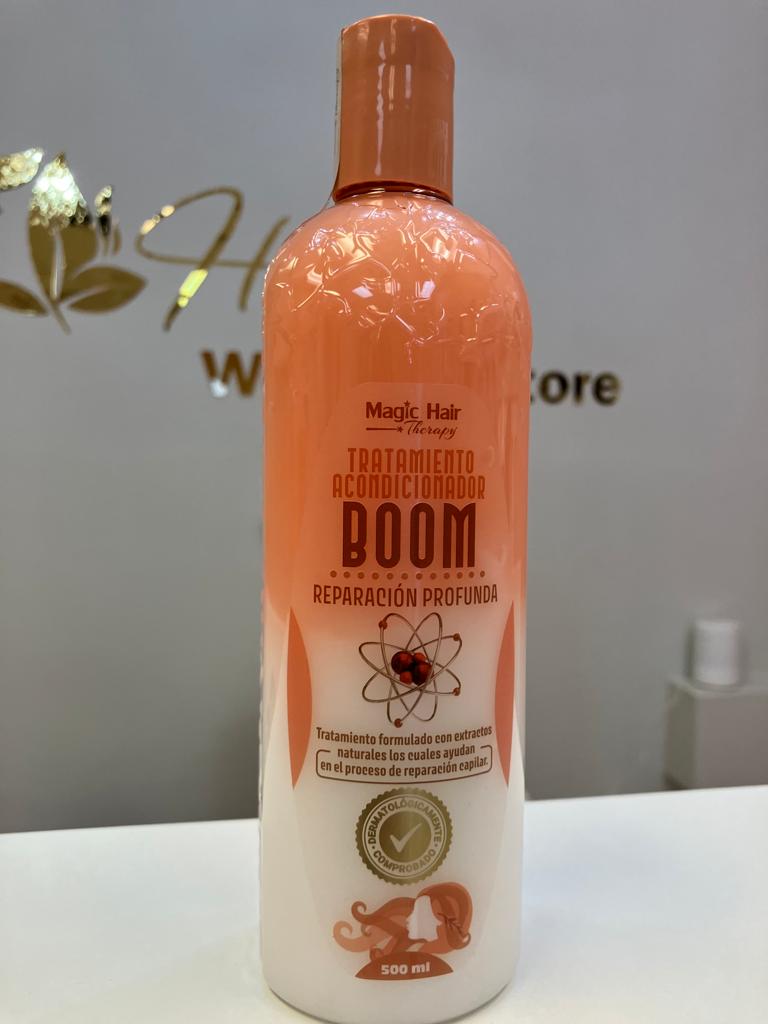 H
W
tore
Magic Hair
Therapy
TRATAMIENTO
ACONDICIONADOR
BOOM
REPARACIÓN PROFUNDA
Tratamiento formulado con extractos
naturales los cuales ayudan
en el proceso de reparación capilar.
DERMATOLÓGICAMENTE
COMPROBADO
500 ml